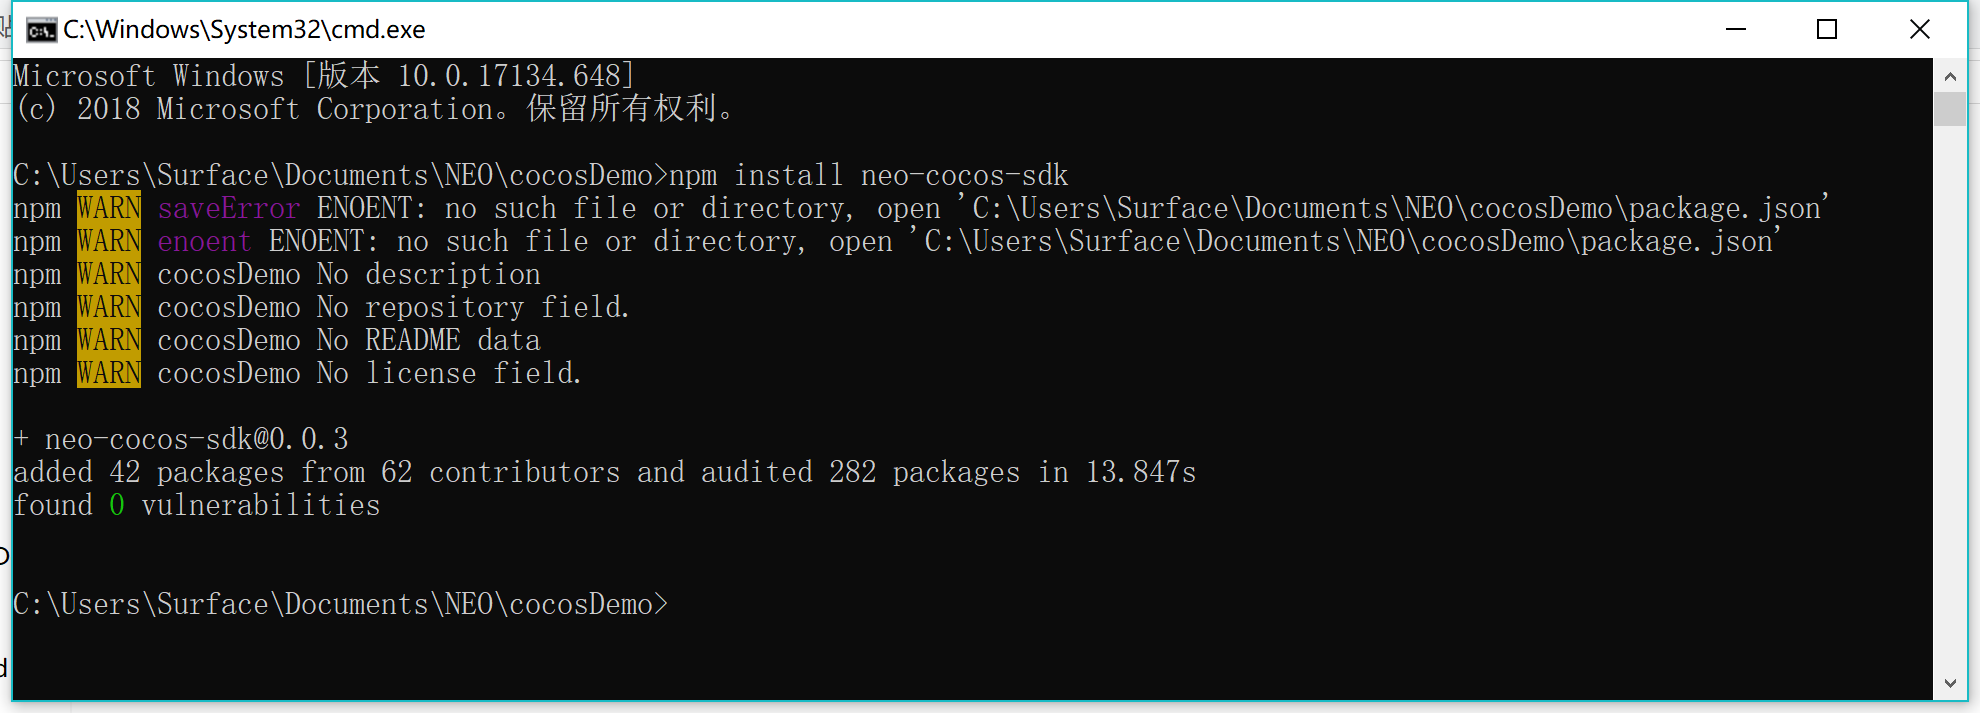 C:\Windows\System32\cmd.exe
Microsoft Windows [版本 10.0.17134.648]
(c) 2018 Microsoft Corporation。保留所有权利。
C:\Users\Surface\Documents\NEO\cocosDemo>npm install neo-cocos-sdk
npm WARN saveError ENOENT: no such file or directory, open 'C:\Users\Surface\Documents\NEO\cocosDemo\package.json'
npm WARN enoent ENOENT: no such file or directory, open 'C:\Users\Surface\Documents\NEO\cocosDemo\package.json'
npm WARN cocosDemo No description
npm WARN cocosDemo No repository field.
npm WARN cocosDemo No README data
npm WARN cocosDemo No license field.
+ neo-cocos-sdk@0.0.3
added 42 packages from 62 contributors and audited 282 packages in 13.847s
found 0 vulnerabilities
C:\Users\Surface\Documents\NEO\cocosDemo>